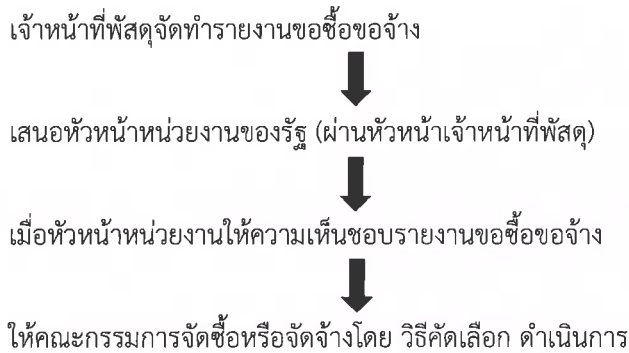 เจ้าหน้าที่พัสดุจัดทำรายงานขอซื้อขอจ้าง
เสนอหัวหน้าหน่วยงานของรัฐ (ผ่านหัวหน้าเจ้าหน้าที่พัสดุ)
เมื่อหัวหน้าหน่วยงานให้ความเห็นชอบรายงานขอซื้อขอจ้าง
ให้คณะกรรมการจัดซื้อหรือจัดจ้างโดย วิธีคัดเลือก ดำเนินการ